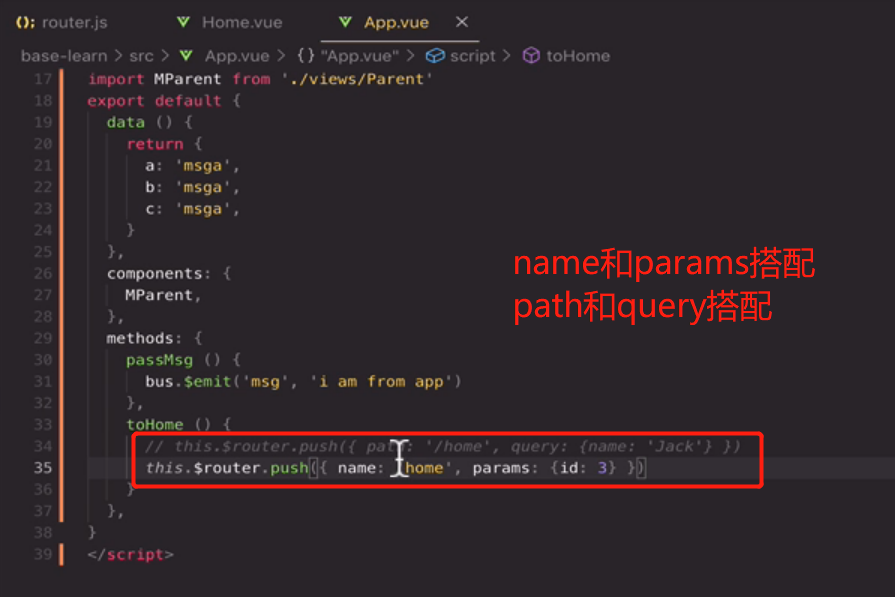 router.js Home.vue App.vue
base-learn > src > App.vue > {} "App.vue" > script > toHome
17 import MParent from './views/Parent'
18 export default {
19 data () {
20 return {
21 a: 'msga',
22 b: 'msga',
23 c: 'msga',
24 }
25 },
26 components: {
27 MParent,
28 },
29 methods: {
30 passMsg () {
31 bus.$emit('msg', 'i am from app')
32 },
33 toHome () {
34 // this.$router.push({ path: '/home', query: {name: 'Jack'} })
35 this.$router.push({ name: 'home', params: {id: 3} })
36 }
37 },
38 }
39 </script>
name和params搭配
path和query搭配